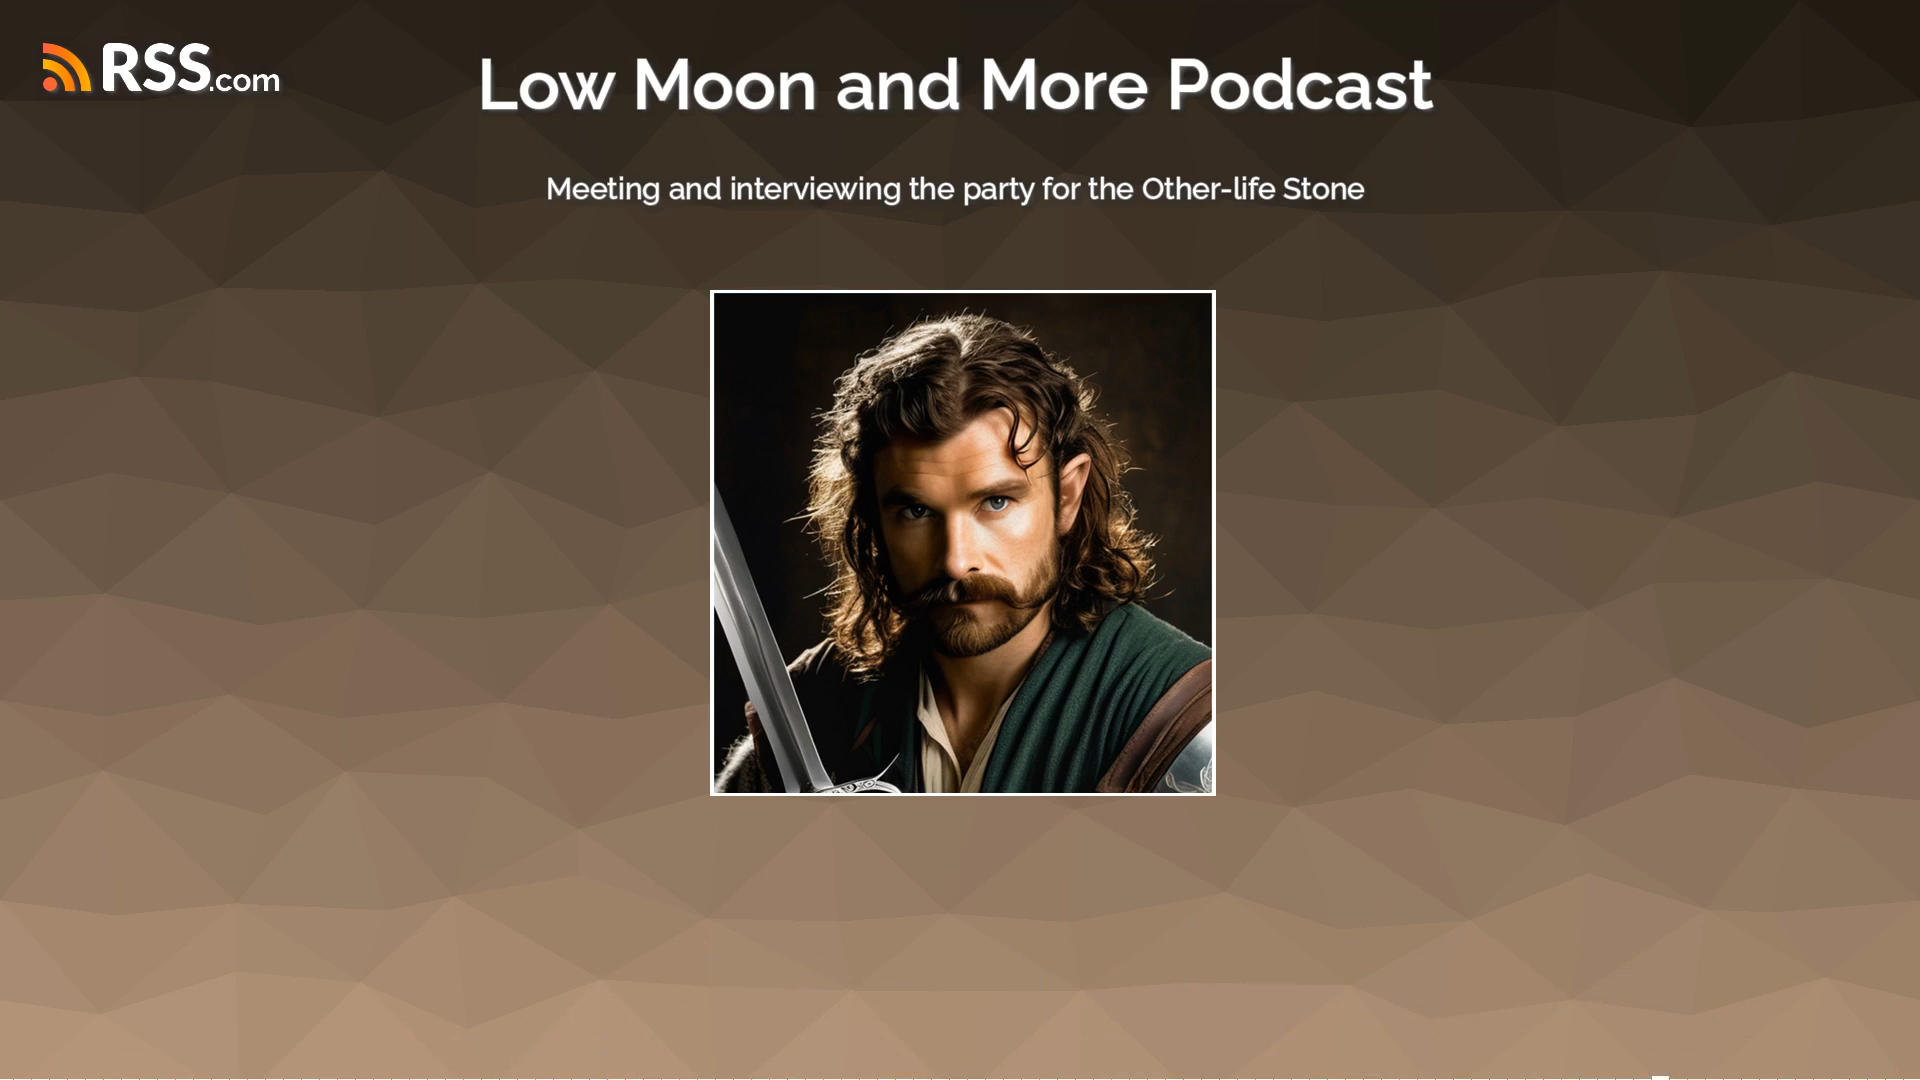 RSS.com
Low Moon and More Podcast
Meeting and interviewing the party for the Other-life Stone